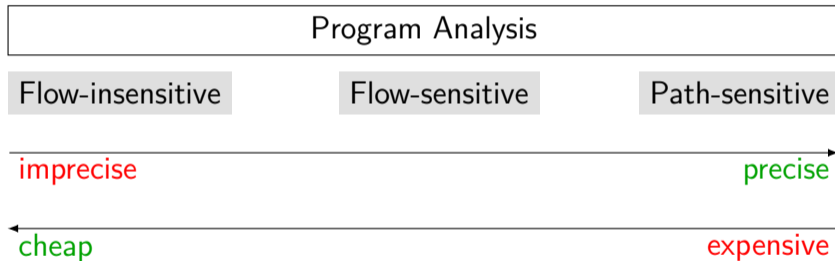 Program Analysis
Flow-insensitive Flow-sensitive Path-sensitive
imprecise precise
cheap expensive